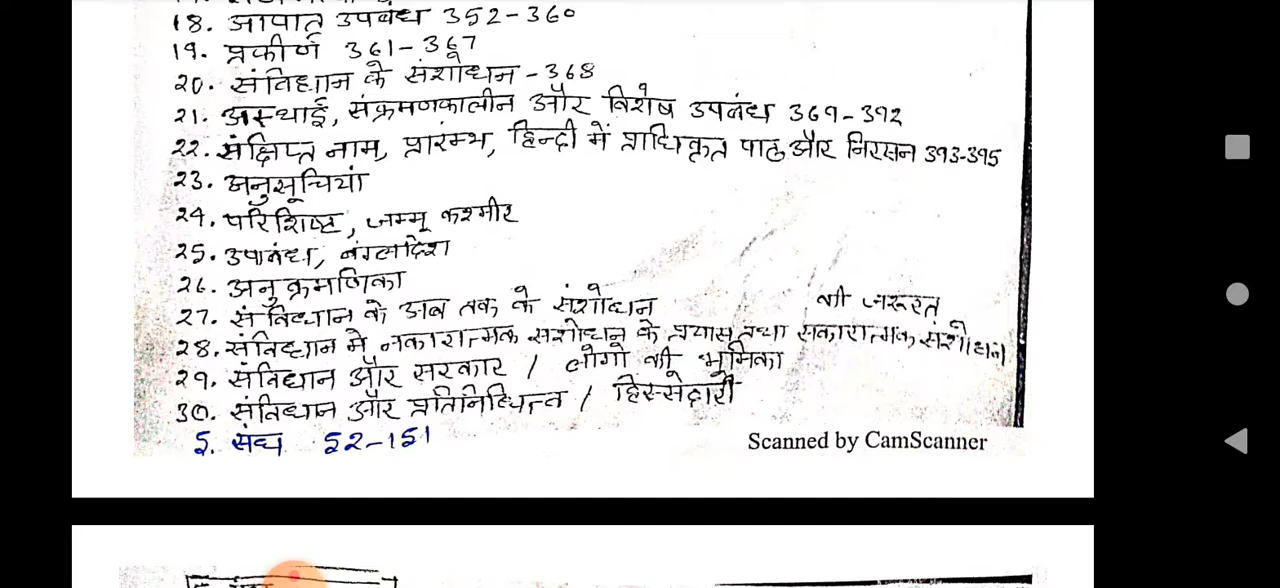 18. आपात उपबंध 352-360
19. प्रकीर्ण 361-367
20. संविधान के संशोधन - 368
21. अस्थाई, संक्रमणकालीन और विशेष उपबंध 369-392
22. संक्षिप्त नाम, प्रारंम्भ, हिन्दी में प्राधिकृत पाठ और निरसन 393-395
23. अनुसूचियां
24. परिशिष्ट, जम्मू कश्मीर
25. उपाबंध, बंग्लादेश
26. अनुक्रमणिका
27. संविधान के अब तक के संशोधन
की जरूरत
28. संविधान मे नकारात्मक संशोधन के प्रयास तथा सकारात्मक संशोधन
29. संविधान और सरकार / लोगो की भूमिका
30. संविधान और प्रतिनिधित्त्व / हिस्सेदारी
5. संघ 52-151
Scanned by CamScanner